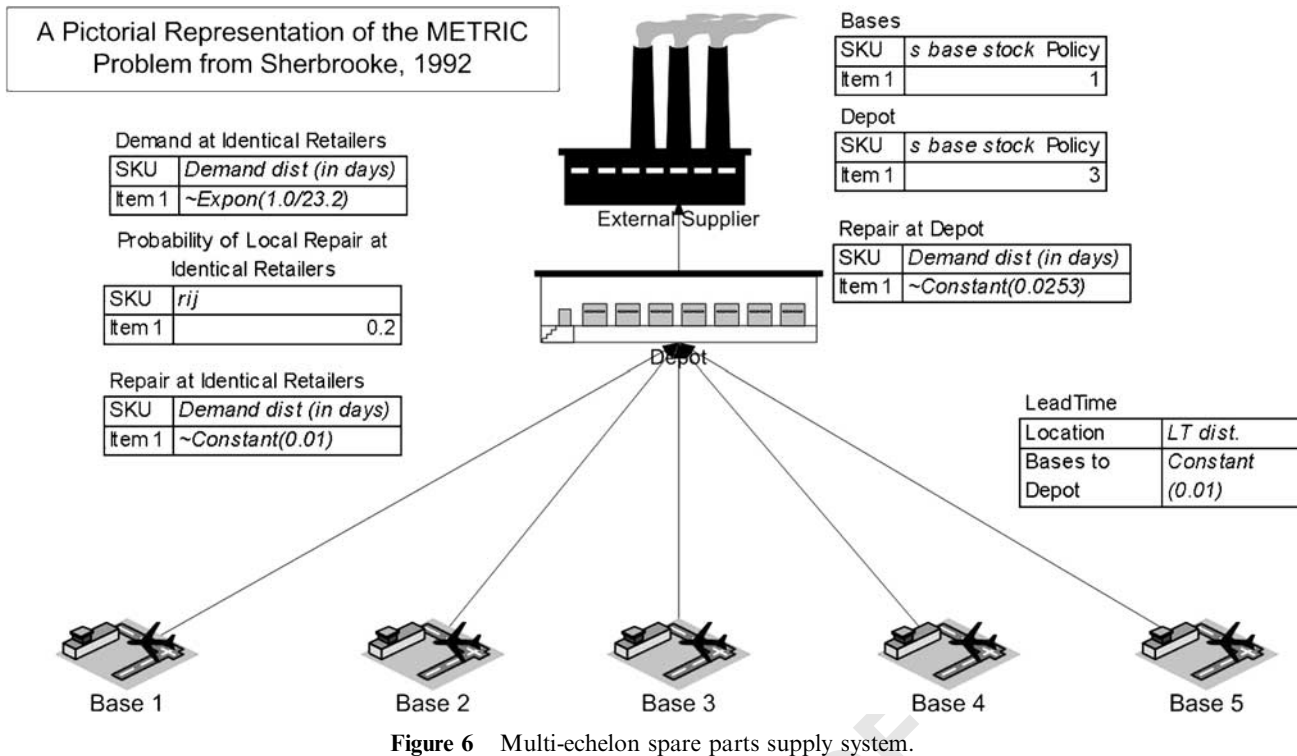 A Pictorial Representation of the METRIC
Problem from Sherbrooke, 1992
Demand at Identical Retailers
SKU Demand dist (in days)
Item 1 ~Expon(1.0/23.2)
Probability of Local Repair at
Identical Retailers
SKU rij
Item 1 0.2
Repair at Identical Retailers
SKU Demand dist (in days)
Item 1 ~Constant(0.01)
External Supplier
Depot
Bases
SKU s base stock Policy
Item 1 1
Depot
SKU s base stock Policy
Item 1 3
Repair at Depot
SKU Demand dist (in days)
Item 1 ~Constant(0.0253)
LeadTime
Location LT dist.
Bases to Constant
Depot (0.01)
Base 1
Base 2
Base 3
Base 4
Base 5
Figure 6 Multi-echelon spare parts supply system.